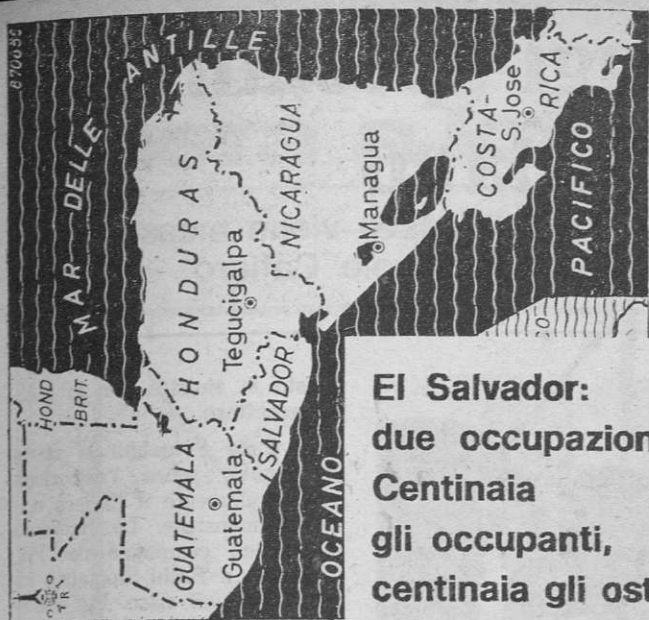 870686
MAR DELLE
ANTILLE
HOND
BRIT.
GUATEMALA
Guatemala
HONDURAS
Tegucigalpa
SALVADOR
NICARAGUA
Managua
COSTA-
S. Jose
RICA
OCEANO
PACIFICO
El Salvador:
due occupazion
Centinaia
gli occupanti,
centinaia gli ost